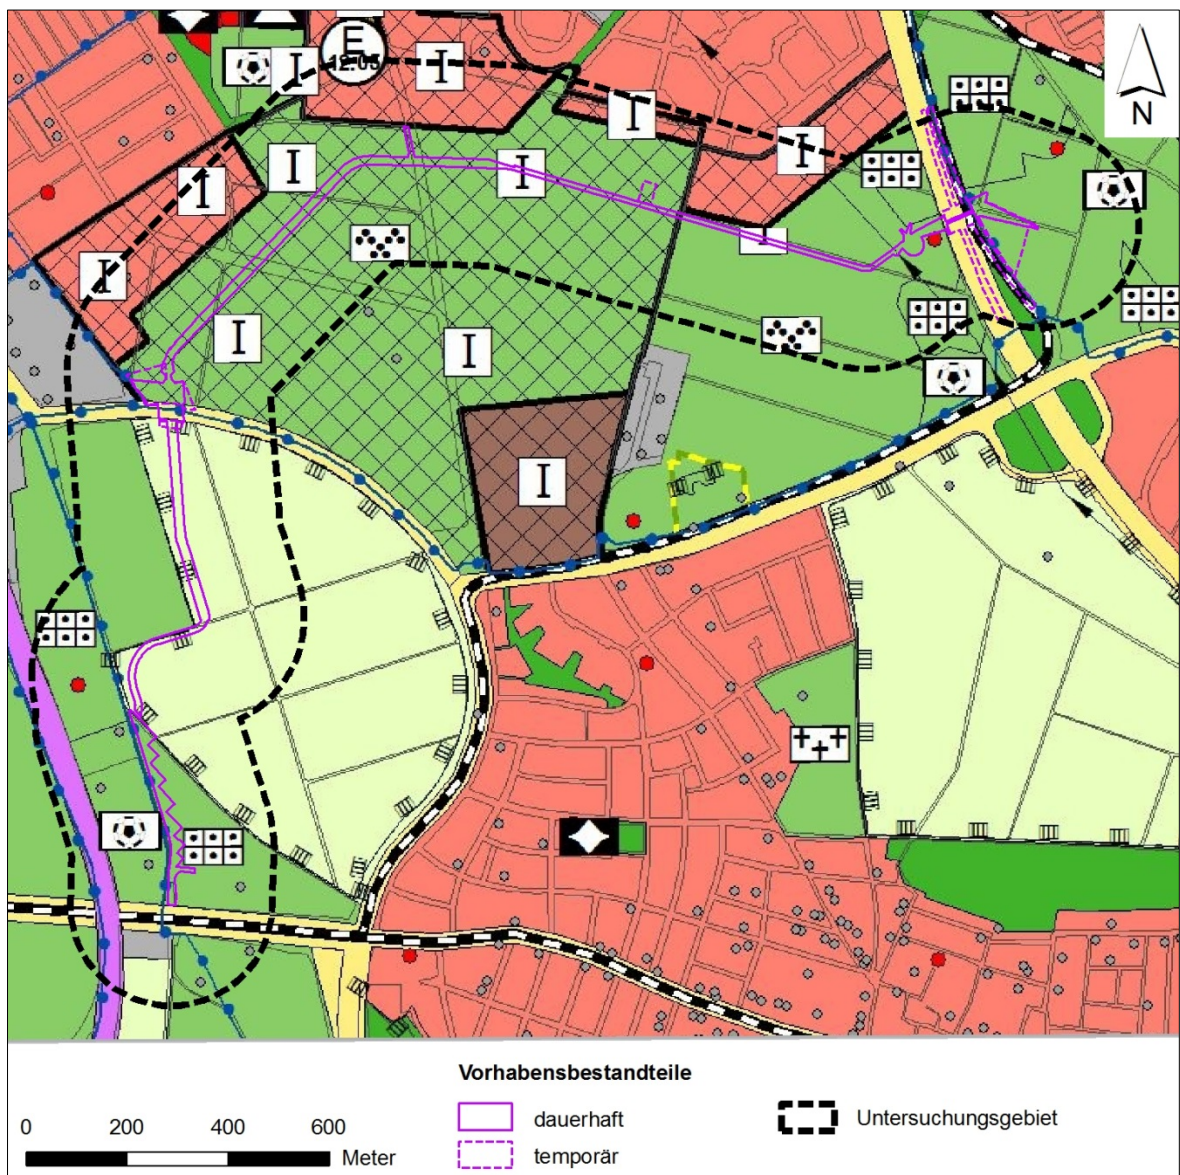 E
12.05
I
I
I
I
I
I
I
I
I
I
I
I
I
N
Vorhabensbestandteile
0 200 400 600
Meter
dauerhaft
temporär
Untersuchungsgebiet